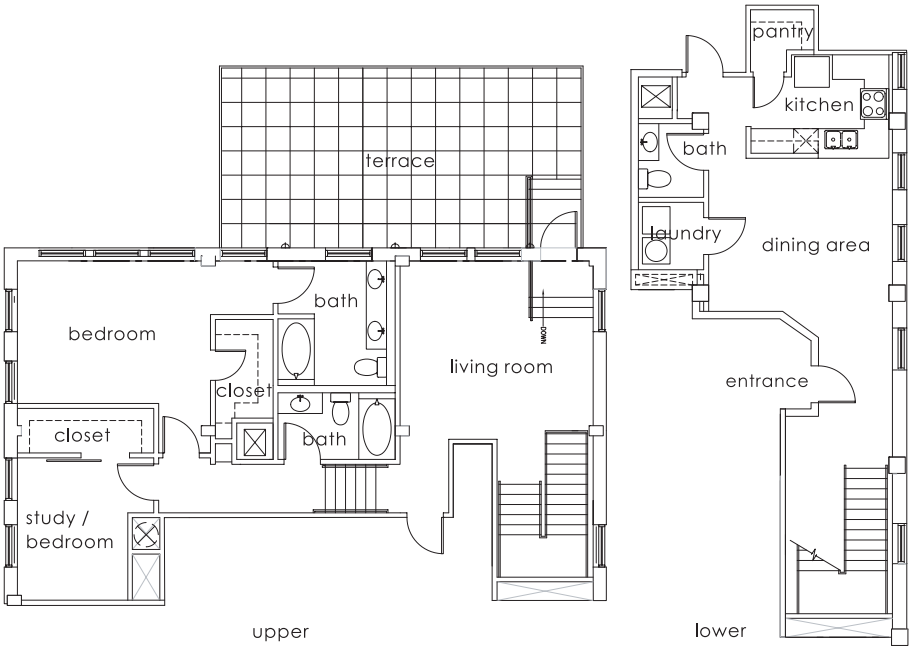 terrace
bedroom
bath
closet
living room
DOWN
closet
bath
study /
bedroom
upper
pantry
kitchen
bath
laundry
dining area
entrance
lower